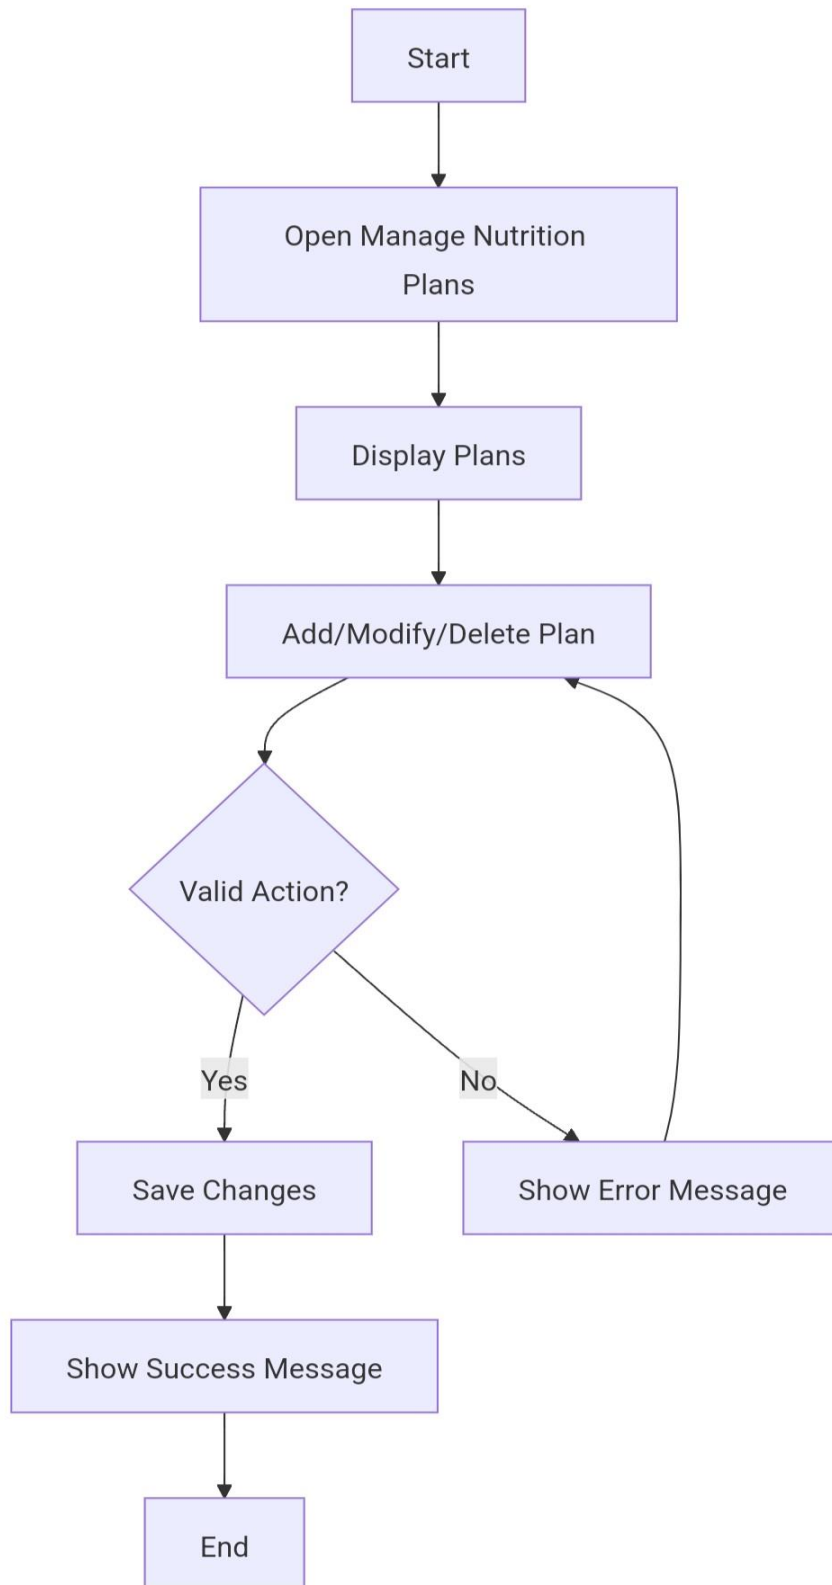 Start
Open Manage Nutrition
Plans
Display Plans
Add/Modify/Delete Plan
Valid Action?
Yes
No
Save Changes
Show Error Message
Show Success Message
End